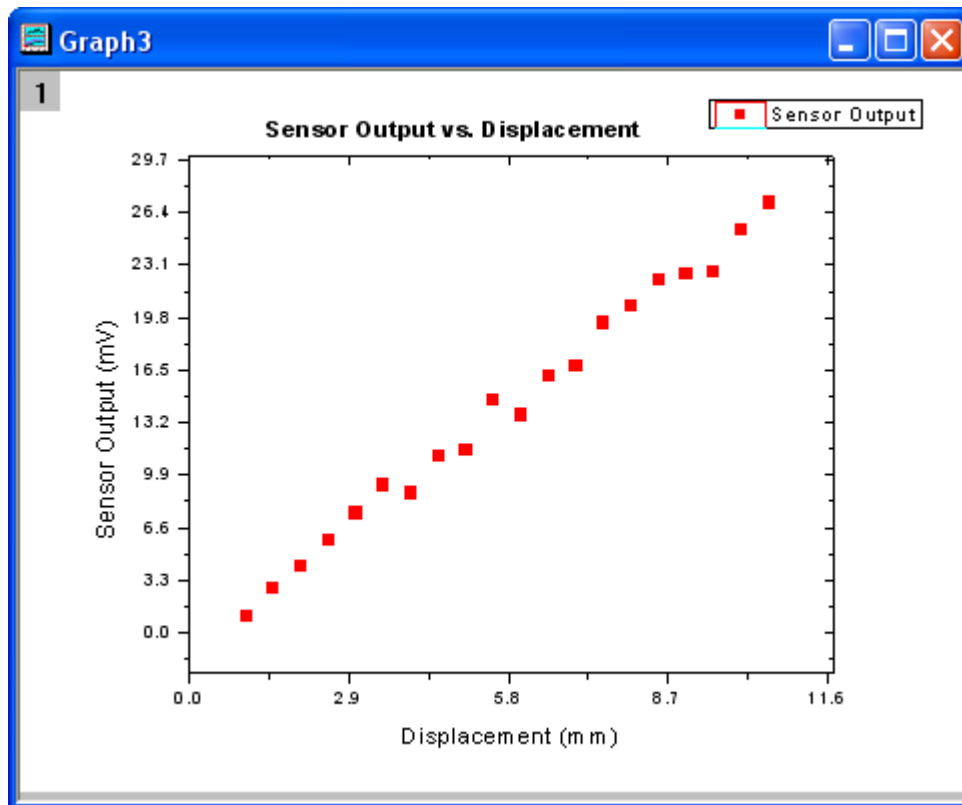 Graph3
1
Sensor Output
Sensor Output vs. Displacement
29.7
26.4
23.1
19.8
16.5
13.2
9.9
6.6
3.3
0.0
Sensor Output (mV)
0.0 2.9 5.8 8.7 11.6
Displacement (mm)